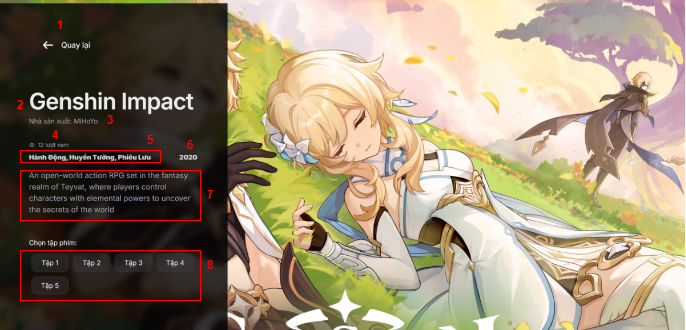 1
← Quay lại
2 Genshin Impact
Nhà sản xuất: MiHoYo 3
4
12 lượt xem 5 6
Hành Động, Huyền Tưởng, Phiêu Lưu 2020
An open-world action RPG set in the fantasy
realm of Teyvat, where players control 7
characters with elemental powers to uncover
the secrets of the world
Chọn tập phim:
Tập 1 Tập 2 Tập 3 Tập 4 8
Tập 5